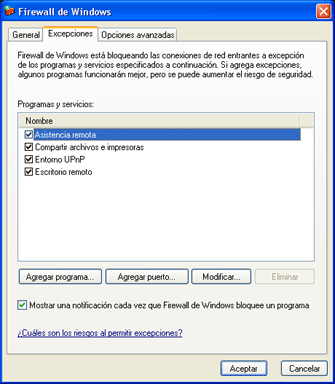 Firewall de Windows
General
Excepciones
Opciones avanzadas
Firewall de Windows está bloqueando las conexiones de red entrantes a excepción
de los programas y servicios especificados a continuación. Si agrega excepciones,
algunos programas funcionarán mejor, pero se puede aumentar el riesgo de seguridad.
Programas y servicios:
Nombre
Asistencia remota
Compartir archivos e impresoras
Entorno UPnP
Escritorio remoto
Agregar programa...
Agregar puerto...
Modificar...
Eliminar
Mostrar una notificación cada vez que Firewall de Windows bloquee un programa
¿Cuáles son los riesgos al permitir excepciones?
Aceptar
Cancelar